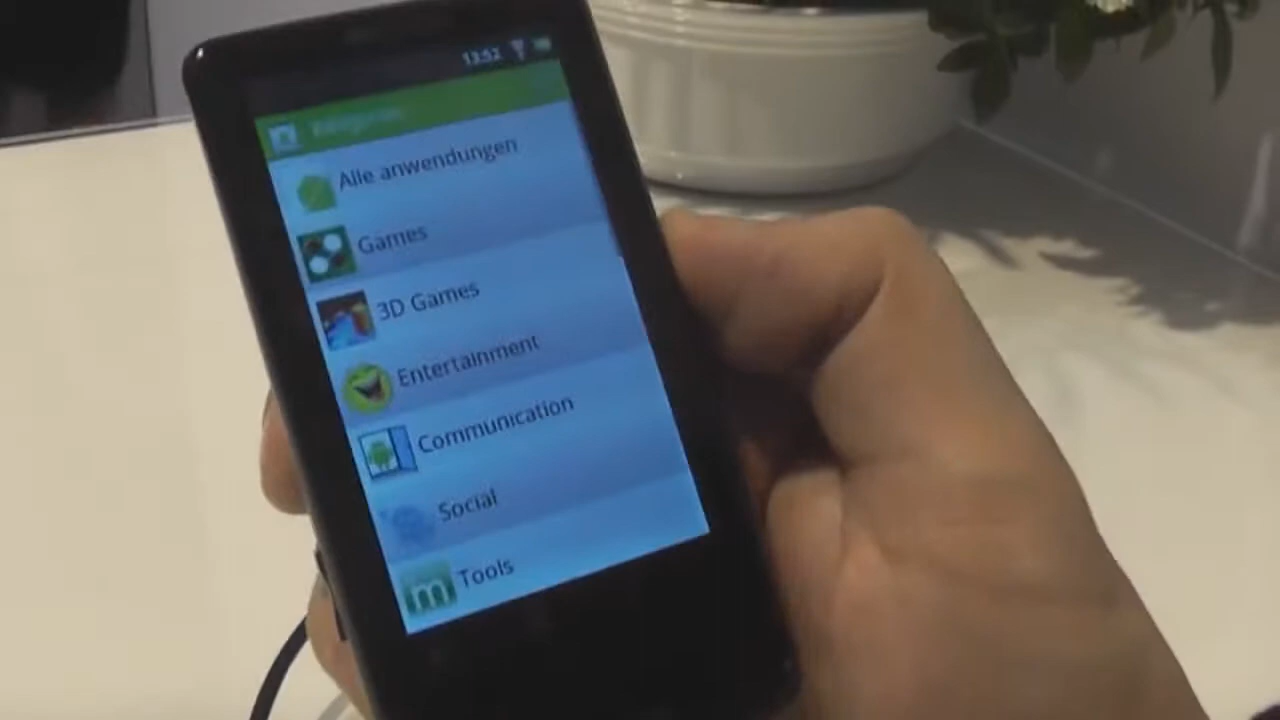 13:52
Alle anwendungen
Games
3D Games
Entertainment
Communication
Social
Tools